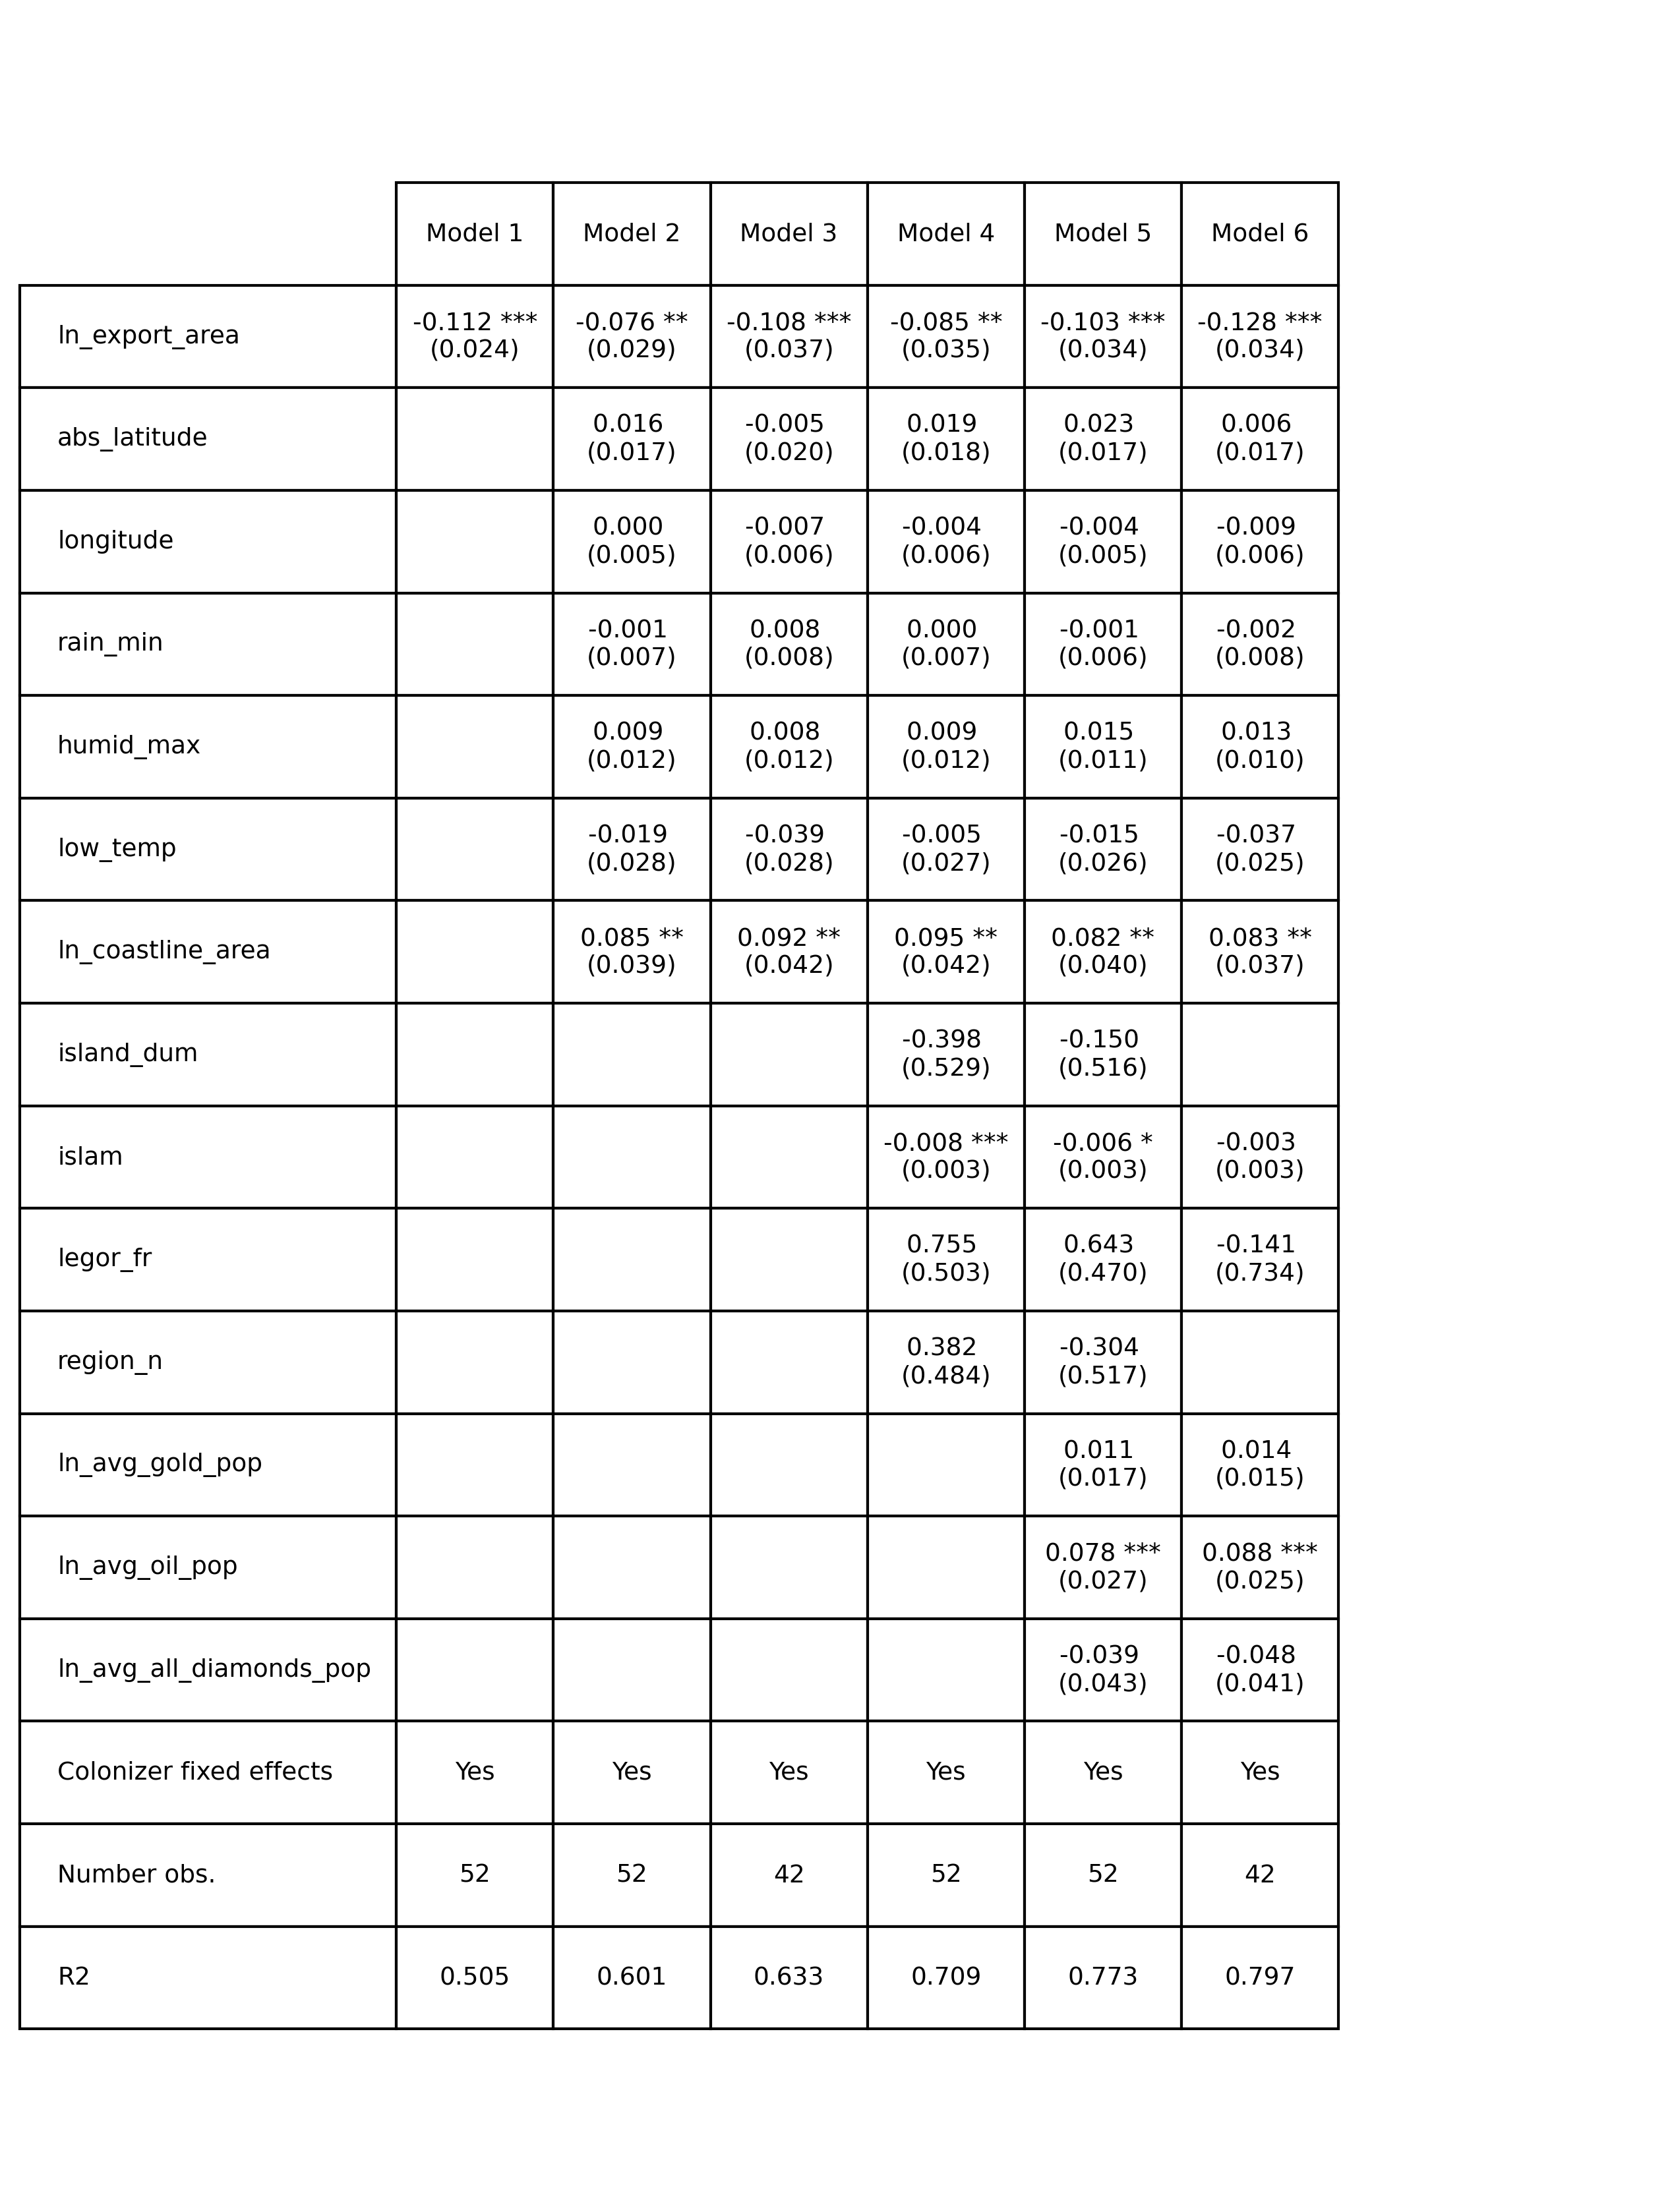 Model 1 Model 2 Model 3 Model 4 Model 5 Model 6
ln_export_area -0.112 *** -0.076 ** -0.108 *** -0.085 ** -0.103 *** -0.128 ***
(0.024) (0.029) (0.037) (0.035) (0.034) (0.034)
abs_latitude 0.016 -0.005 0.019 0.023 0.006
(0.017) (0.020) (0.018) (0.017) (0.017)
longitude 0.000 -0.007 -0.004 -0.004 -0.009
(0.005) (0.006) (0.006) (0.005) (0.006)
rain_min -0.001 0.008 0.000 -0.001 -0.002
(0.007) (0.008) (0.007) (0.006) (0.008)
humid_max 0.009 0.008 0.009 0.015 0.013
(0.012) (0.012) (0.012) (0.011) (0.010)
low_temp -0.019 -0.039 -0.005 -0.015 -0.037
(0.028) (0.028) (0.027) (0.026) (0.025)
ln_coastline_area 0.085 ** 0.092 ** 0.095 ** 0.082 ** 0.083 **
(0.039) (0.042) (0.042) (0.040) (0.037)
island_dum -0.398 -0.150
(0.529) (0.516)
islam -0.008 *** -0.006 * -0.003
(0.003) (0.003) (0.003)
legor_fr 0.755 0.643 -0.141
(0.503) (0.470) (0.734)
region_n 0.382 -0.304
(0.484) (0.517)
ln_avg_gold_pop 0.011 0.014
(0.017) (0.015)
ln_avg_oil_pop 0.078 *** 0.088 ***
(0.027) (0.025)
ln_avg_all_diamonds_pop -0.039 -0.048
(0.043) (0.041)
Colonizer fixed effects Yes Yes Yes Yes Yes Yes
Number obs. 52 52 42 52 52 42
R2 0.505 0.601 0.633 0.709 0.773 0.797